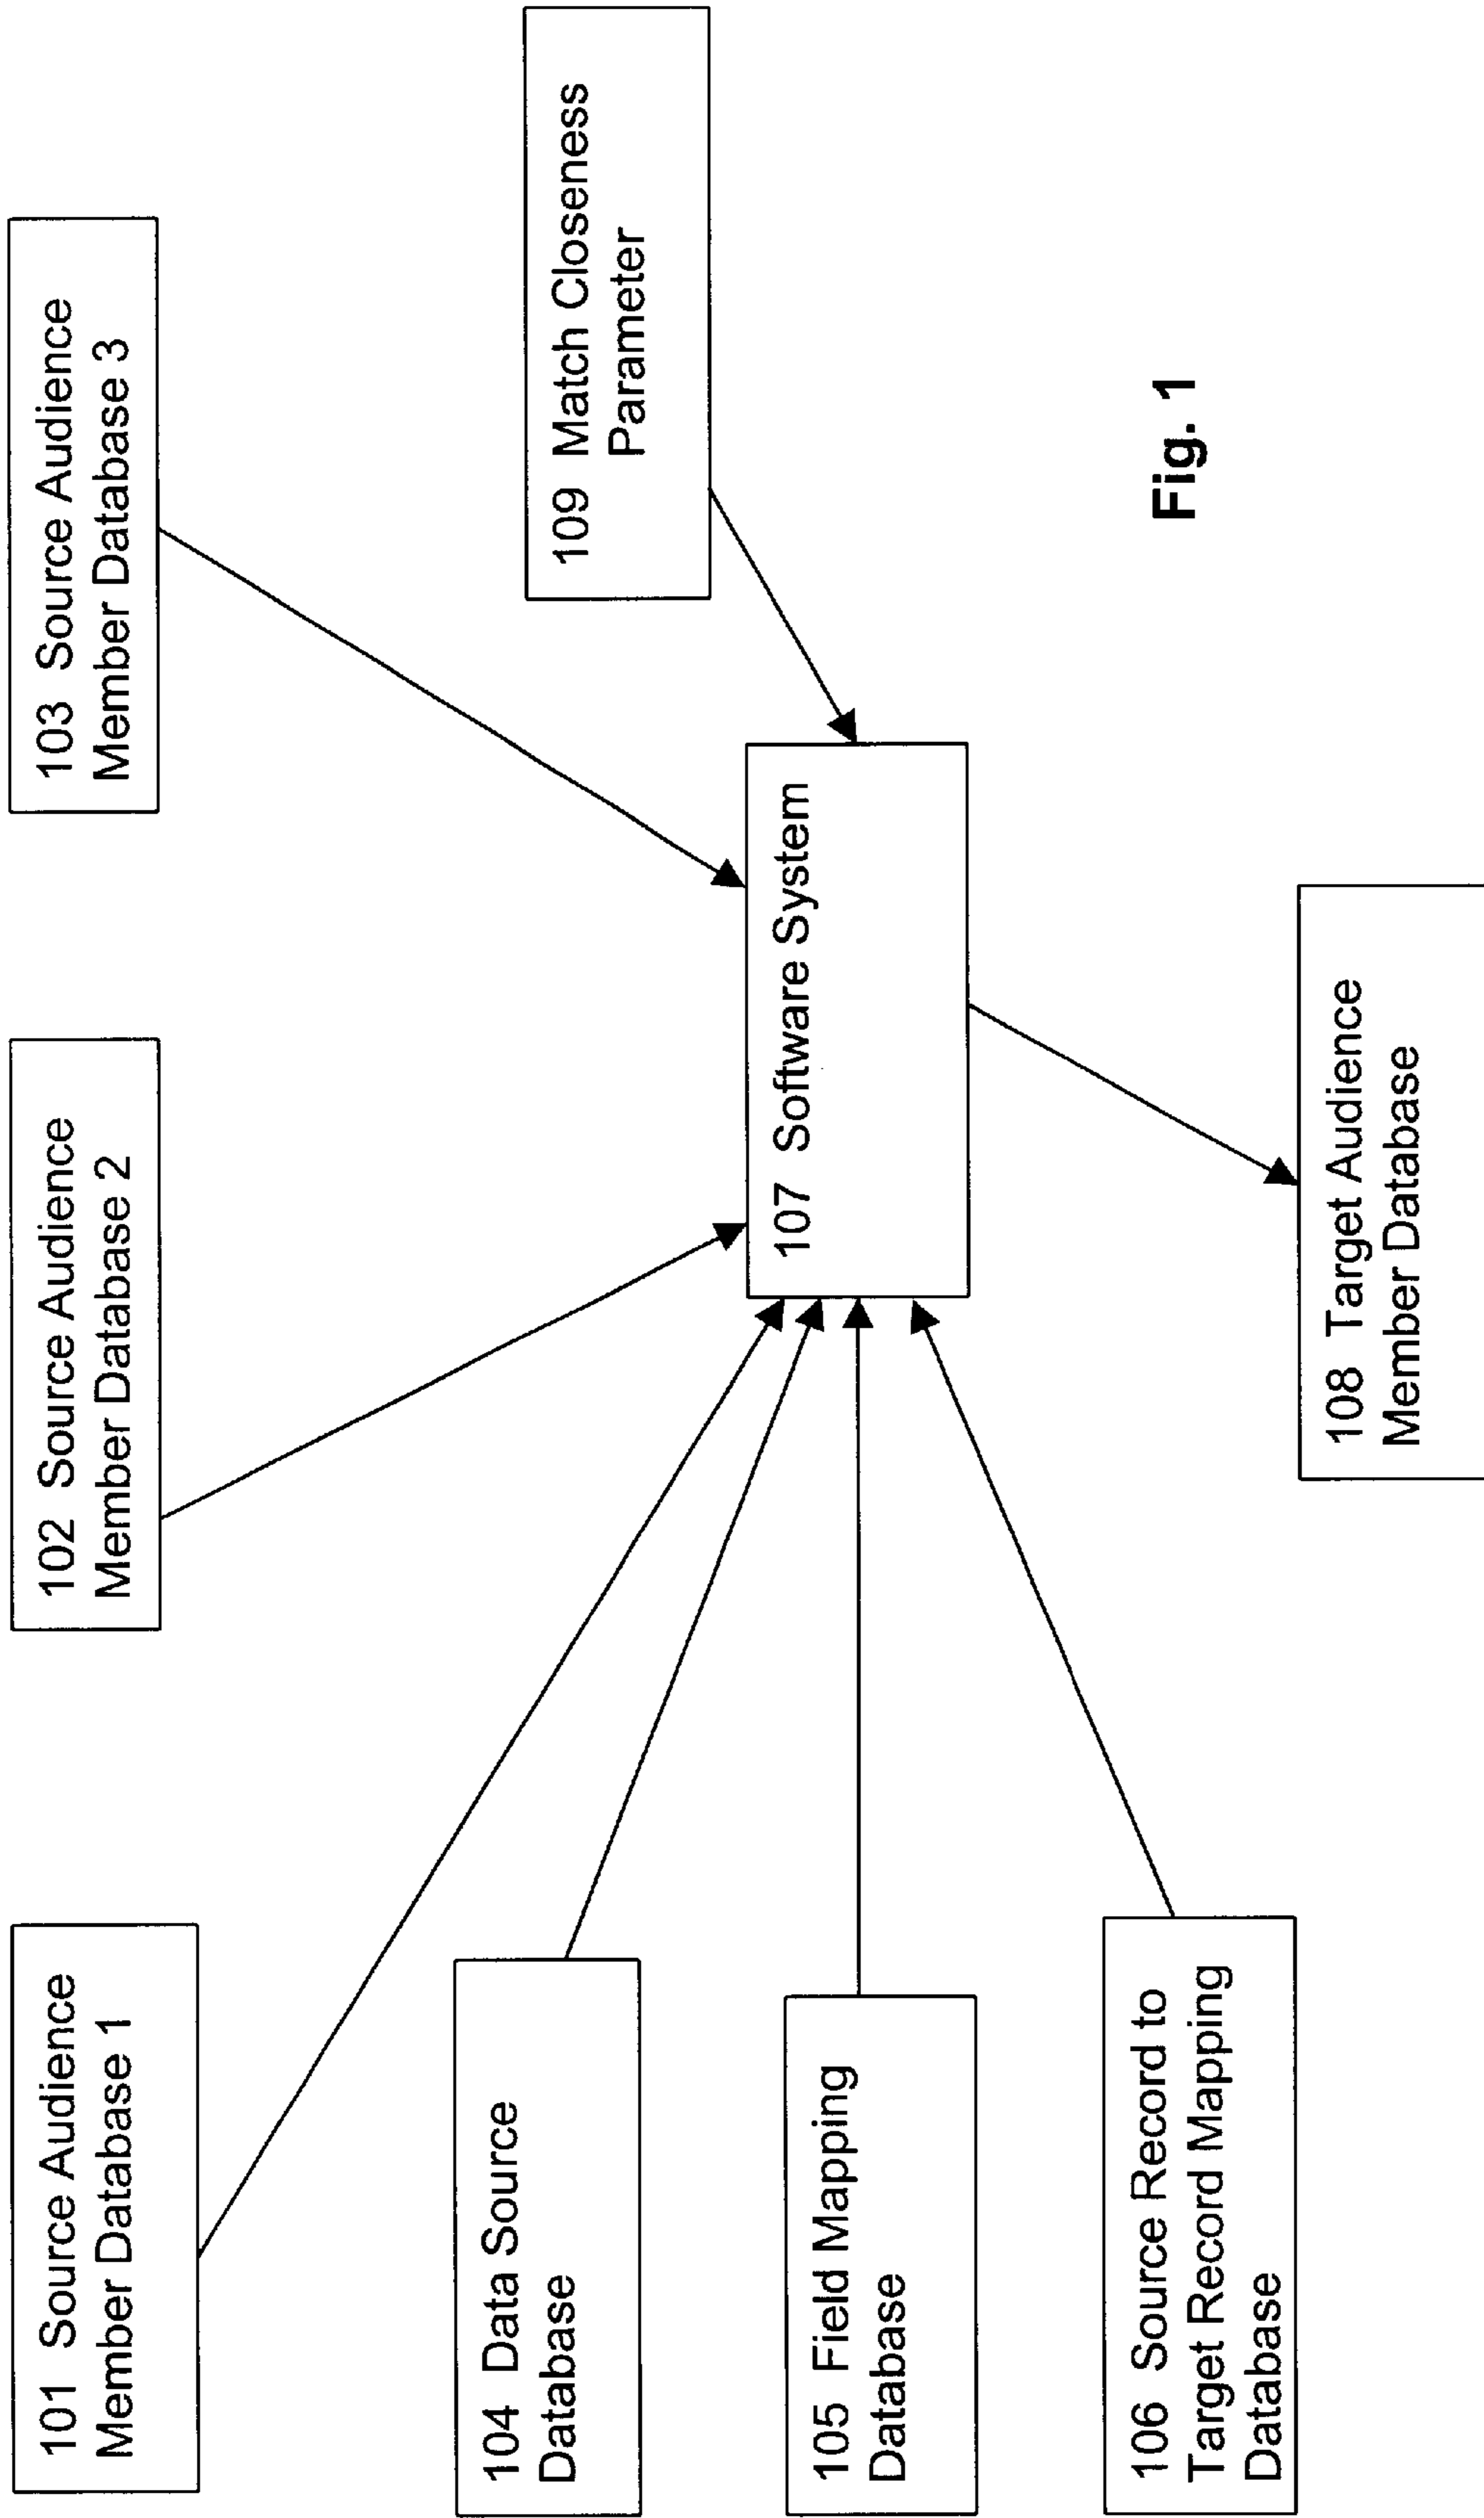 101 Source Audience
Member Database 1
102 Source Audience
Member Database 2
103 Source Audience
Member Database 3
104 Data Source
Database
105 Field Mapping
Database
106 Source Record to
Target Record Mapping
Database
107 Software System
109 Match Closeness
Parameter
108 Target Audience
Member Database
Fig. 1